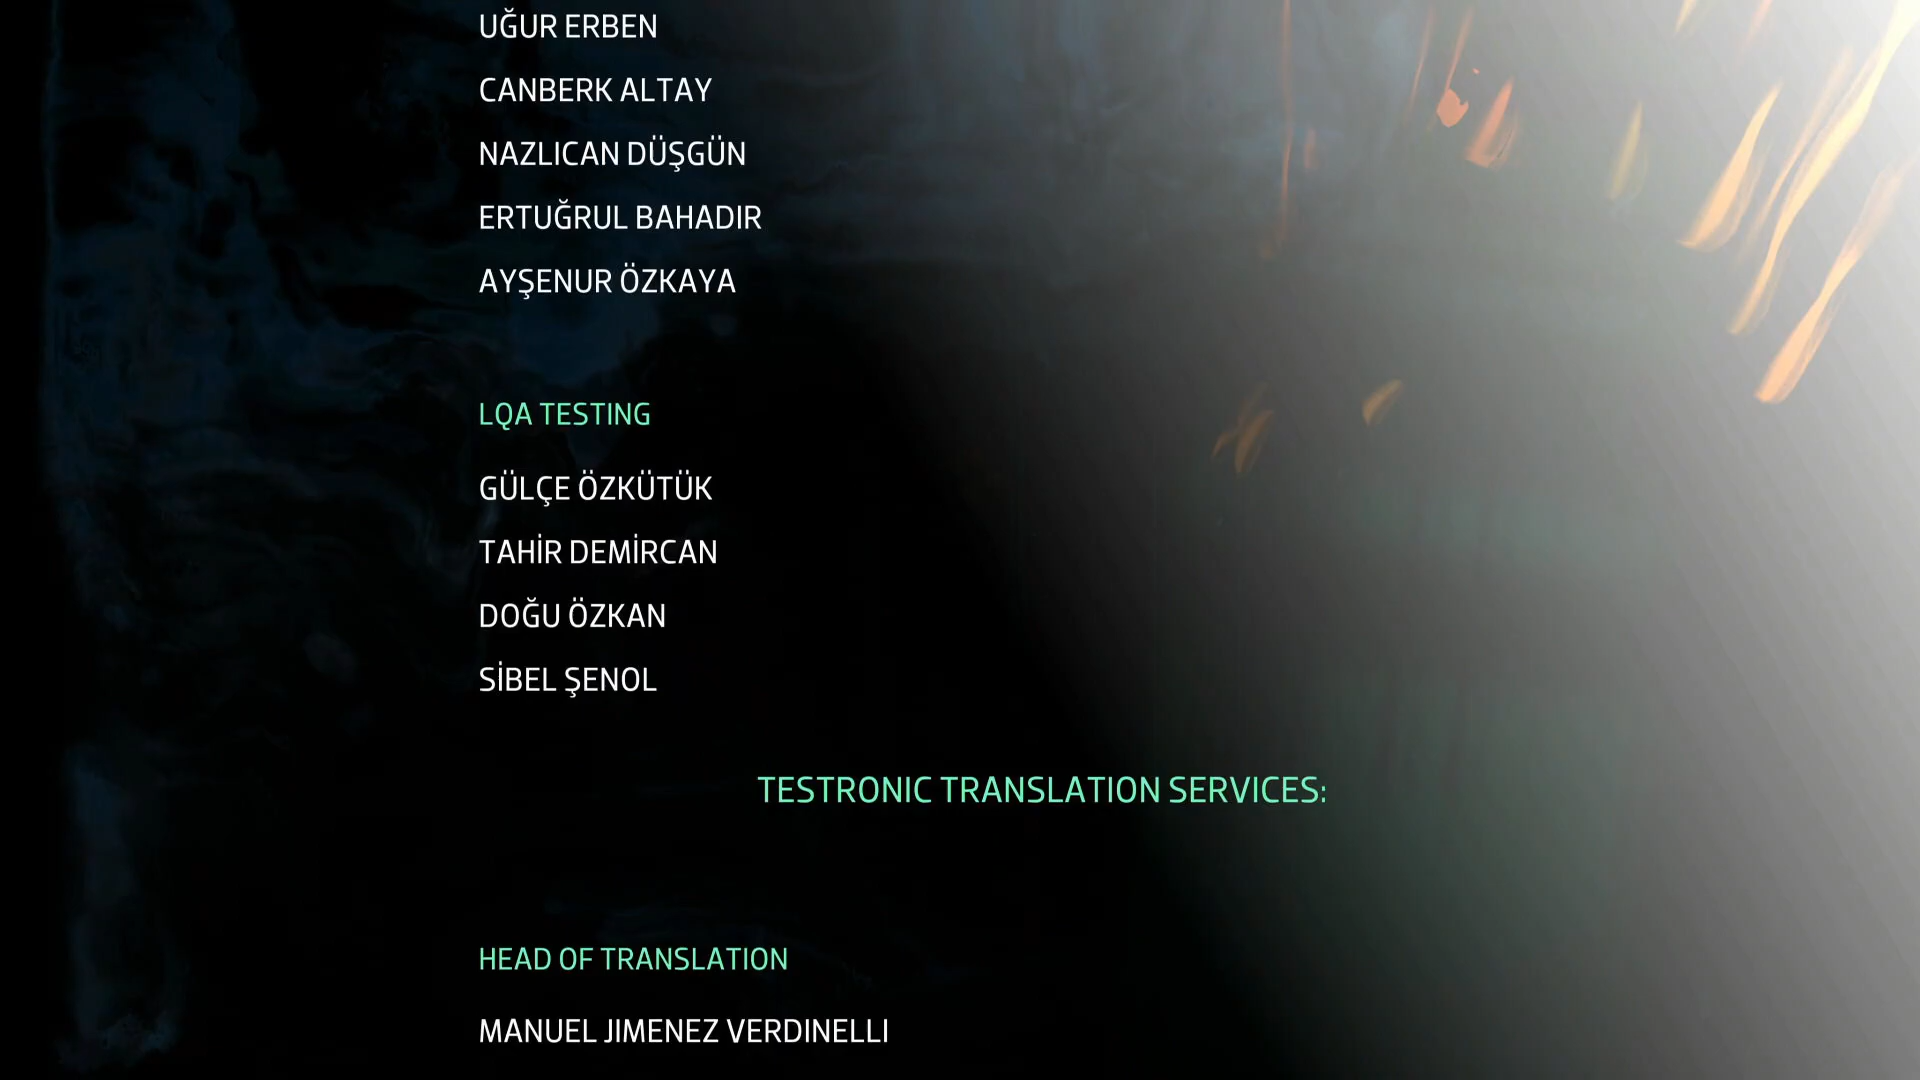 UĞUR ERBEN
CANBERK ALTAY
NAZLICAN DÜŞGÜN
ERTUĞRUL BAHADIR
AYŞENUR ÖZKAYA
LQA TESTING
GÜLÇE ÖZKÜTÜK
TAHİR DEMİRCAN
DOĞU ÖZKAN
SİBEL ŞENOL
TESTRONIC TRANSLATION SERVICES:
HEAD OF TRANSLATION
MANUEL JIMENEZ VERDINELLI